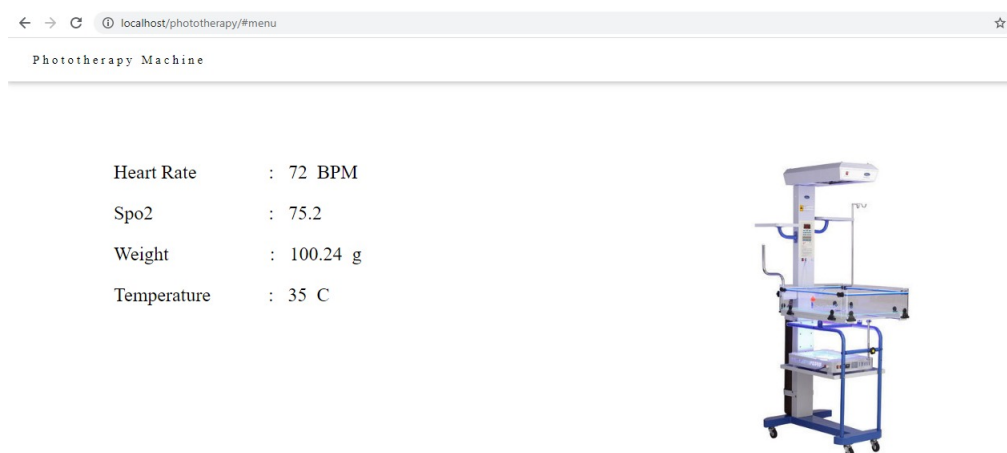 localhost/phototherapy/#menu
Phototherapy Machine
Heart Rate : 72 BPM
Spo2 : 75.2
Weight : 100.24 g
Temperature : 35 C